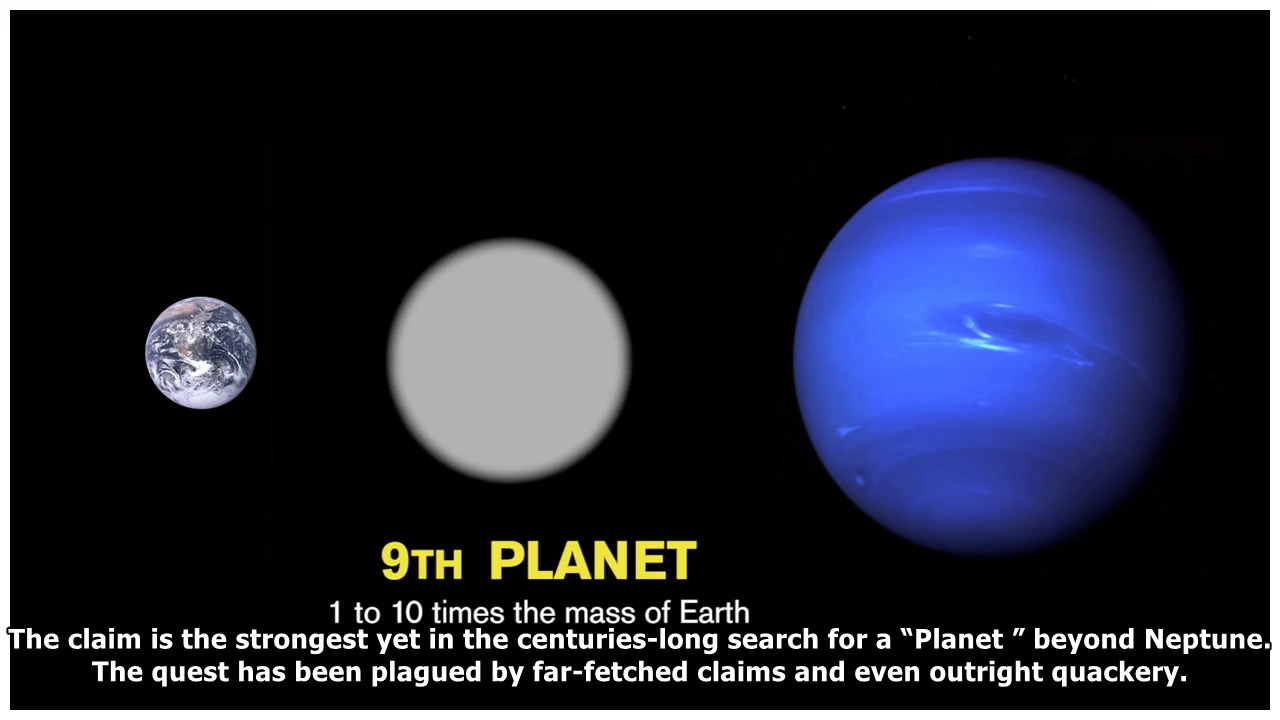 9TH PLANET
1 to 10 times the mass of Earth
The claim is the strongest yet in the centuries-long search for a “Planet ” beyond Neptune.
The quest has been plagued by far-fetched claims and even outright quackery.